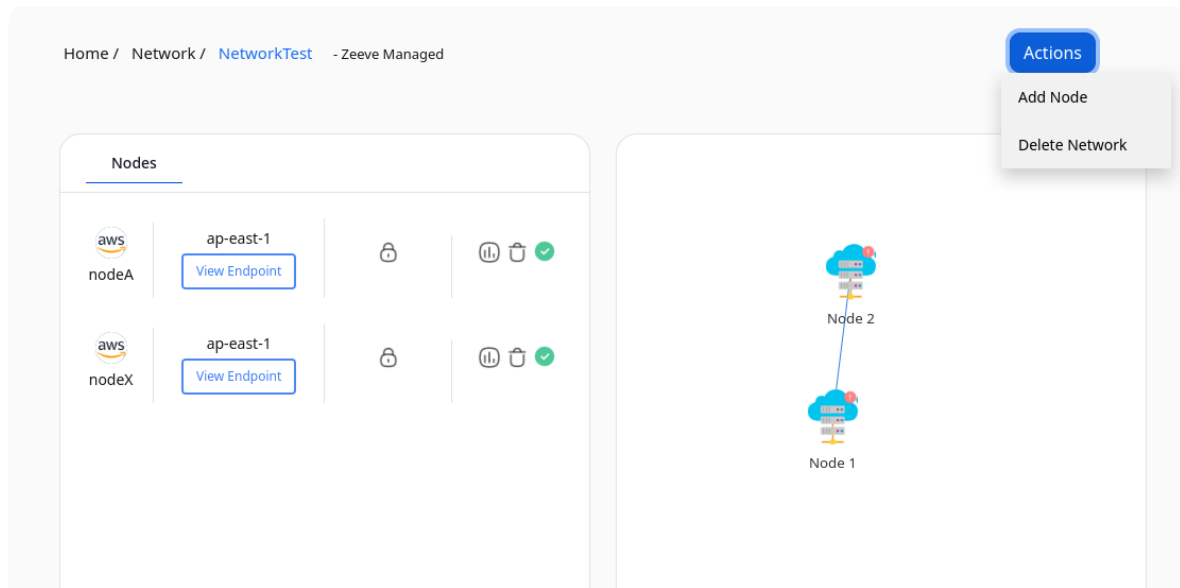 Home / Network / NetworkTest - Zeeve Managed
Actions
Add Node
Delete Network
Nodes
aws
nodeA
ap-east-1
View Endpoint
aws
nodeX
ap-east-1
View Endpoint
Node 2
Node 1